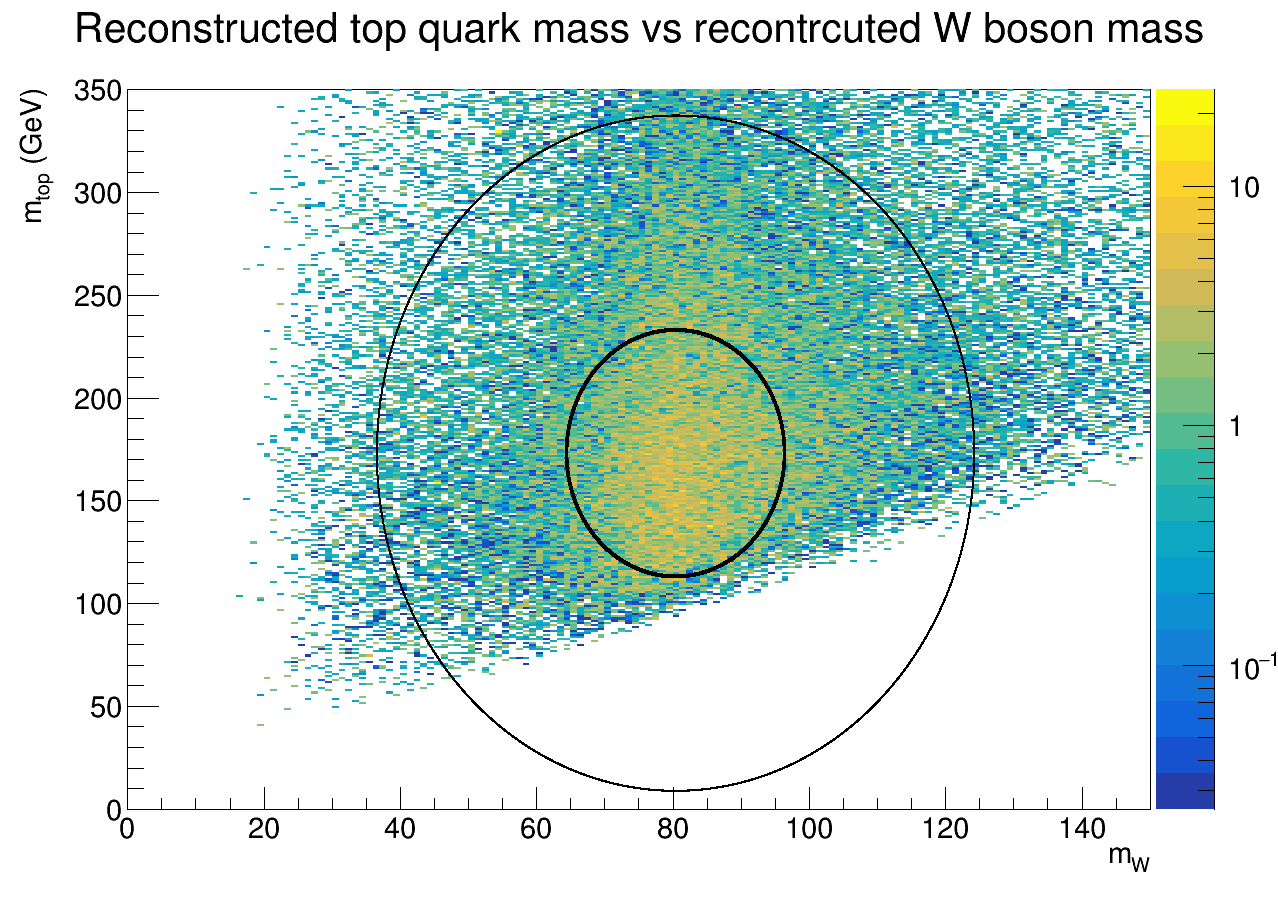 Reconstructed top quark mass vs recontrcuted W boson mass
m_top (GeV)
350
300
250
200
150
100
50
0
0 20 40 60 80 100 120 140
m_W
10
1
10⁻¹